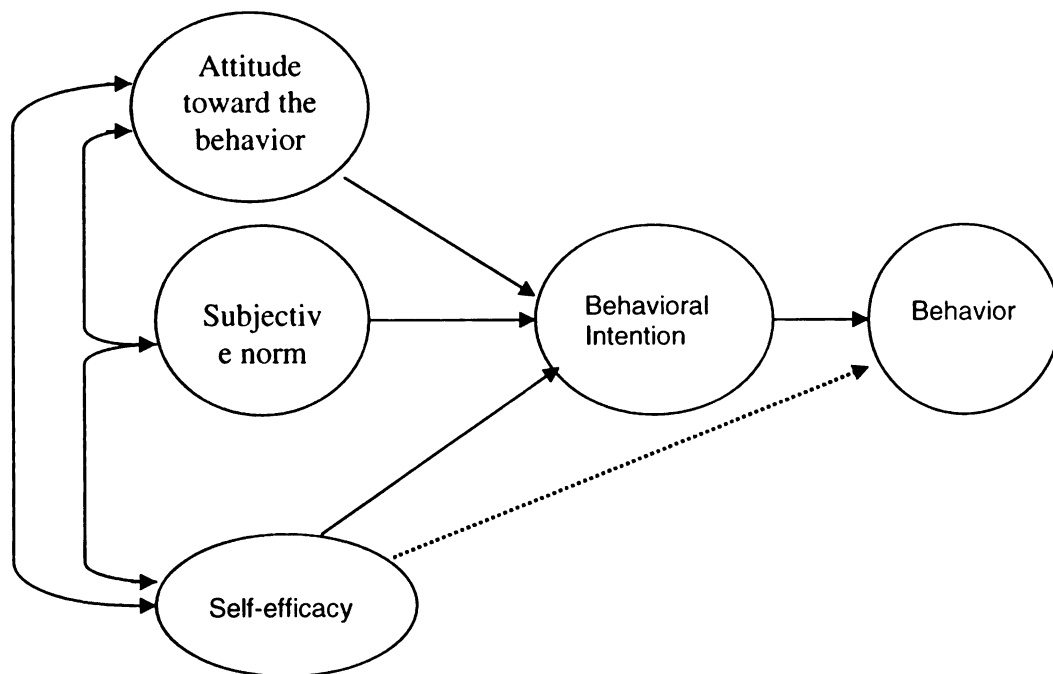 Attitude
toward the
behavior
Subjectiv
e norm
Behavioral
Intention
Behavior
Self-efficacy